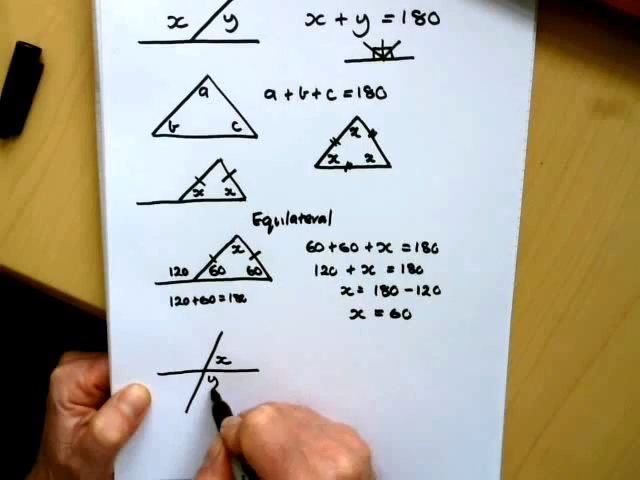 x y x + y = 180
a b c a + b + c = 180
x x x
x x
Equilateral
x 60 + 60 + x = 180
120 60 60 120 + x = 180
120+60=180 x = 180 - 120
x = 60
x
y